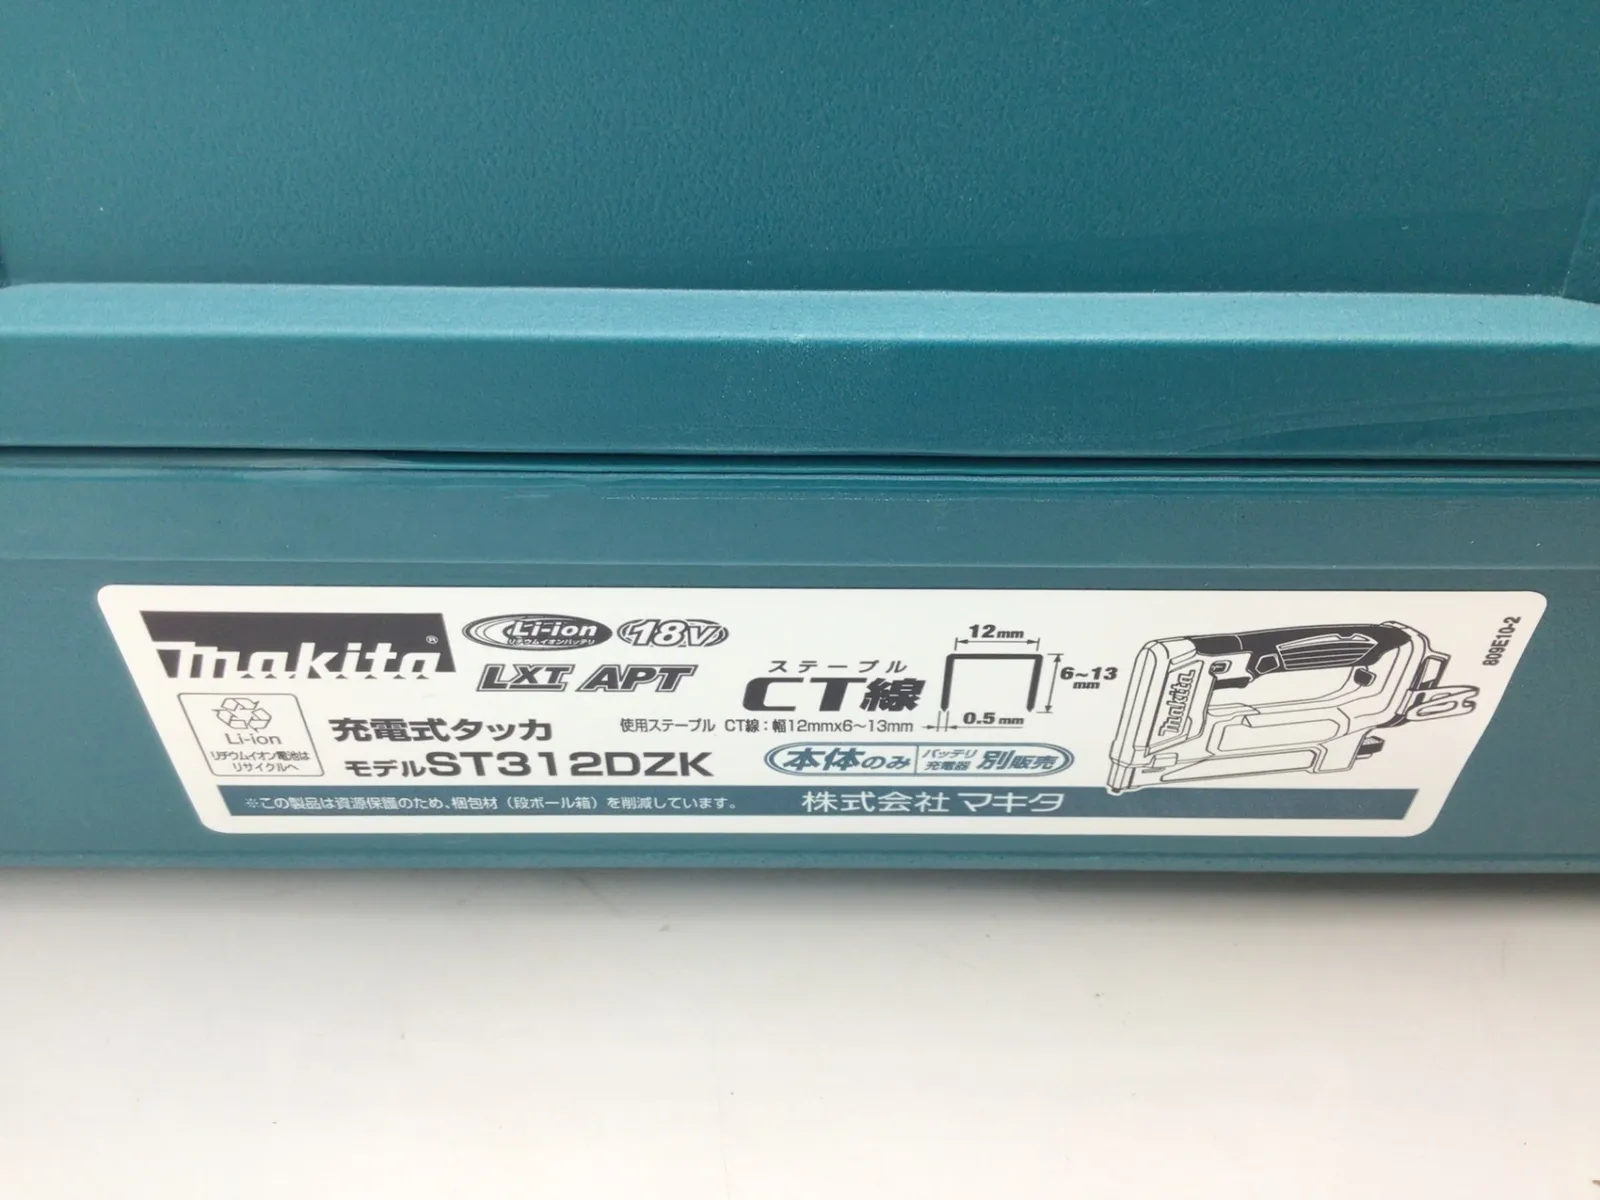 makita®
Li-ion
リチウムイオンバッテリ
18V
LXT APT
ステープル
CT線
12mm
6~13
mm
0.5mm
makita
809E10-2
Li-ion
リチウムイオン電池は
リサイクルへ
充電式タッカ
使用ステープル CT線:幅12mmx6~13mm
モデルST312DZK
本体のみ
バッテリ
充電器
別販売
※この製品は資源保護のため、梱包材(段ボール箱)を削減しています。
株式会社マキタ